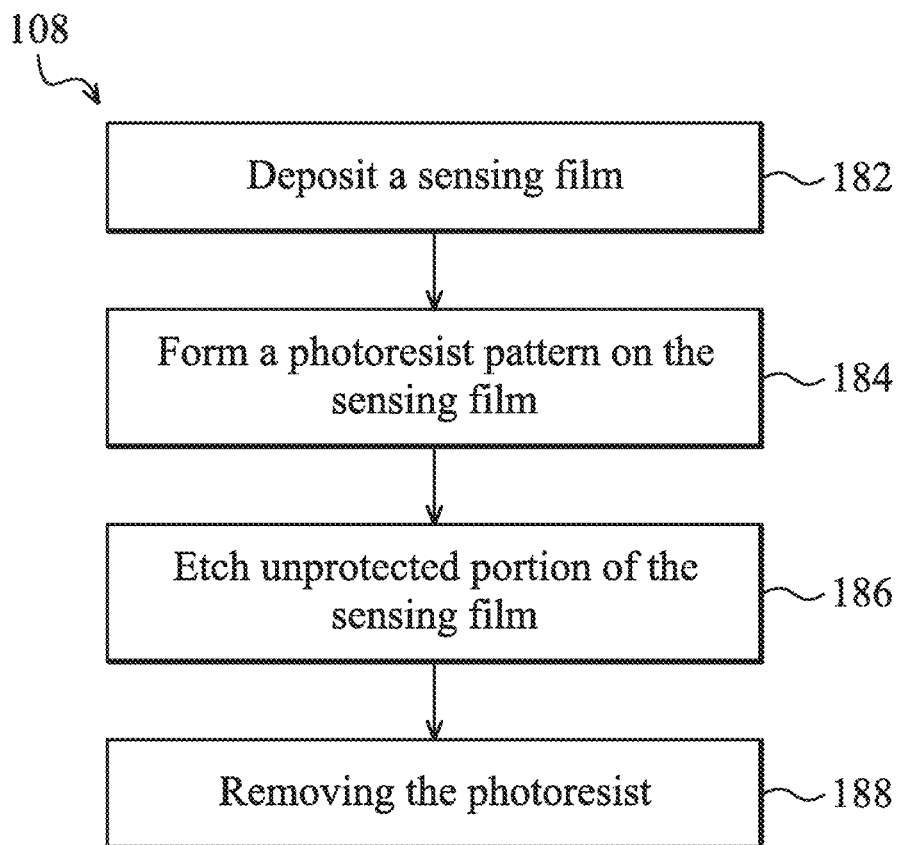 108
Deposit a sensing film
182
Form a photoresist pattern on the
sensing film
184
Etch unprotected portion of the
sensing film
186
Removing the photoresist
188